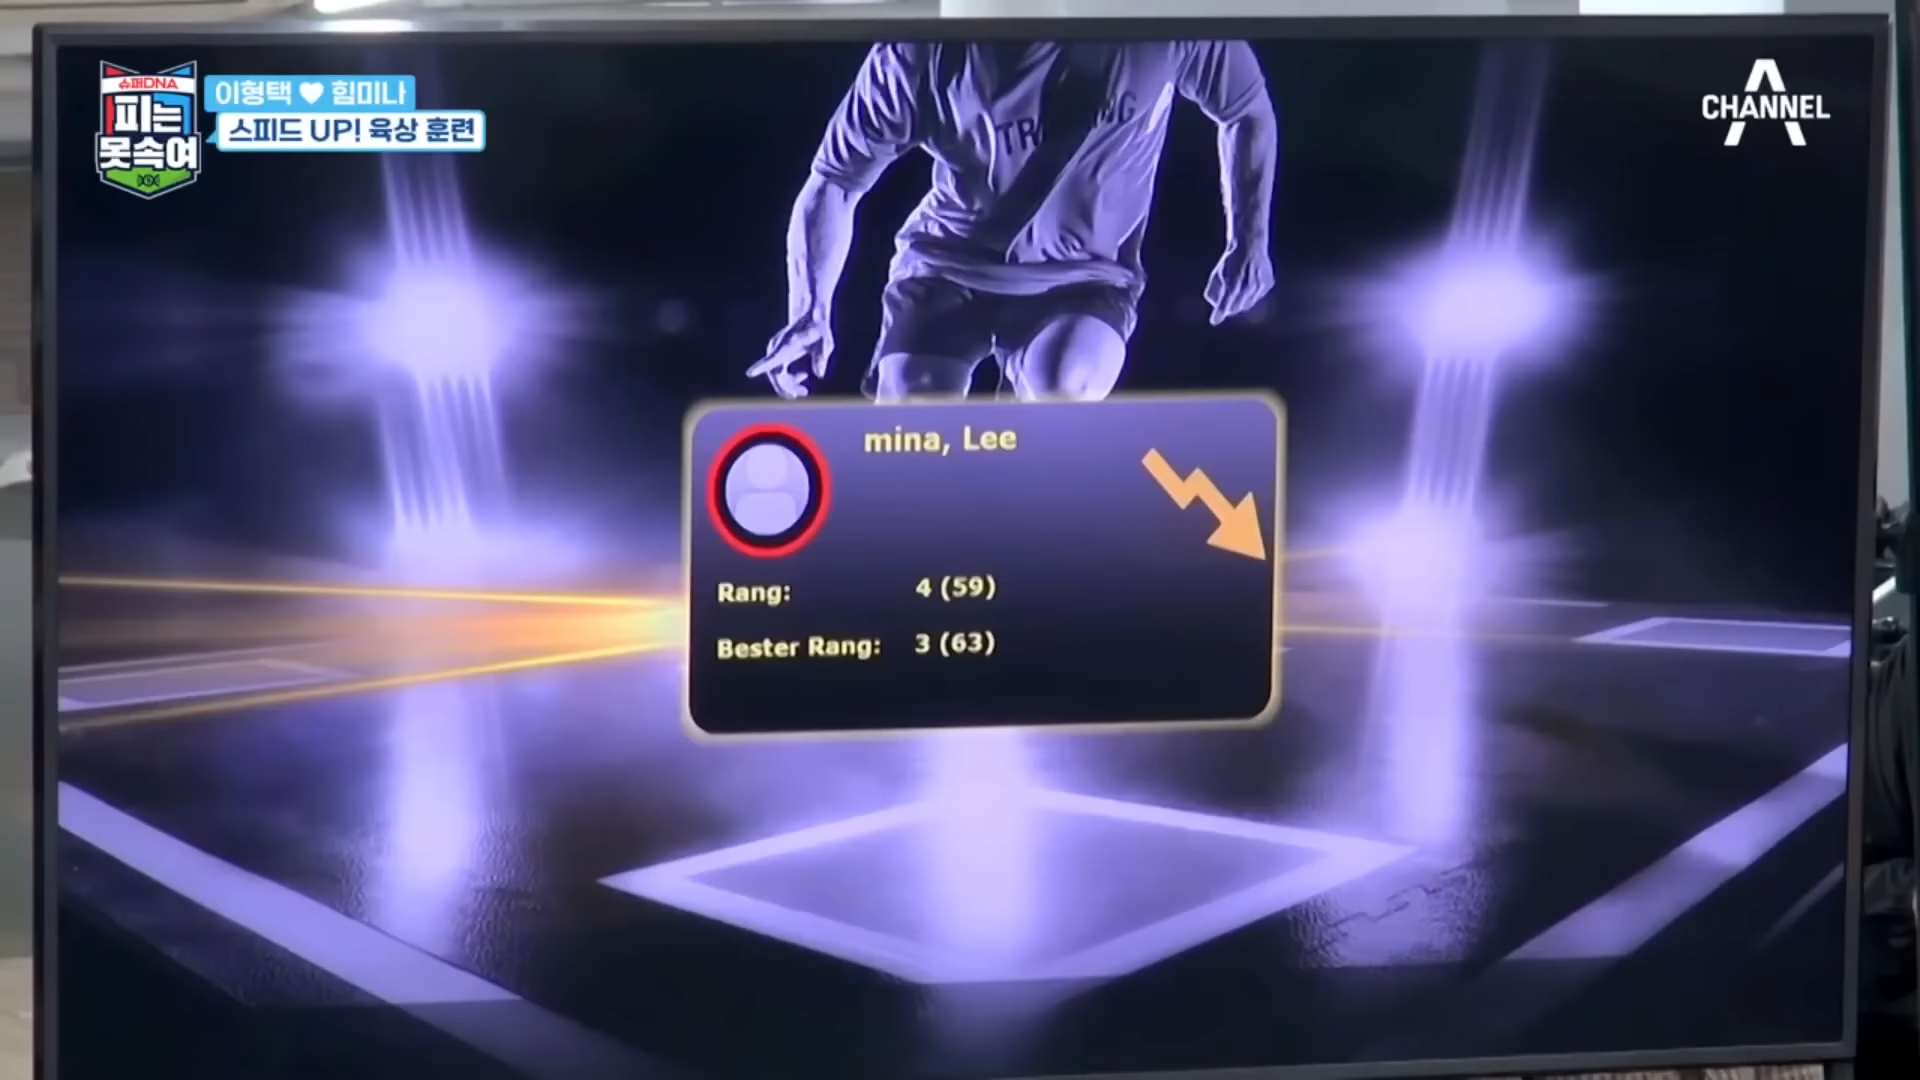 슈퍼DNA
피는
못속여
이형택 ♥ 힘미나
스피드 UP! 육상 훈련
CHANNEL A
mina, Lee
Rang: 4 (59)
Bester Rang: 3 (63)